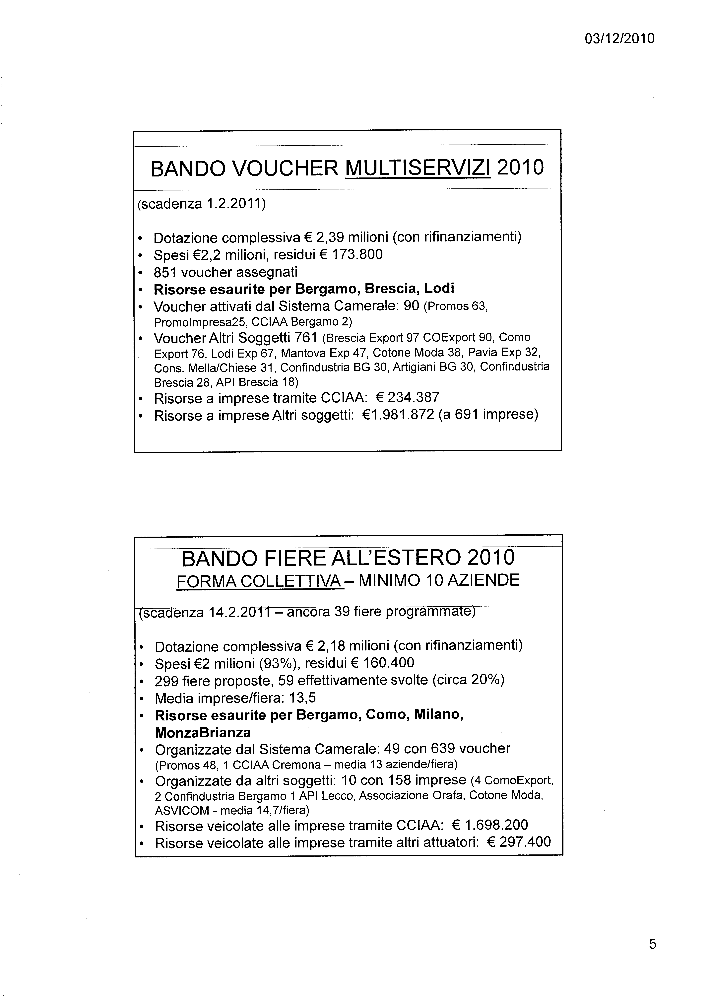 03/12/2010
BANDO VOUCHER MULTISERVIZI 2010
(scadenza 1.2.2011)
• Dotazione complessiva € 2,39 milioni (con rifinanziamenti)
• Spesi €2,2 milioni, residui € 173.800
• 851 voucher assegnati
• Risorse esaurite per Bergamo, Brescia, Lodi
• Voucher attivati dal Sistema Camerale: 90 (Promos 63,
PromoImpresa25, CCIAA Bergamo 2)
• Voucher Altri Soggetti 761 (Brescia Export 97 COExport 90, Como
Export 76, Lodi Exp 67, Mantova Exp 47, Cotone Moda 38, Pavia Exp 32,
Cons. Mella/Chiese 31, Confindustria BG 30, Artigiani BG 30, Confindustria
Brescia 28, API Brescia 18)
• Risorse a imprese tramite CCIAA: € 234.387
• Risorse a imprese Altri soggetti: €1.981.872 (a 691 imprese)
BANDO FIERE ALL'ESTERO 2010
FORMA COLLETTIVA – MINIMO 10 AZIENDE
(scadenza 14.2.2011 – ancora 39 fiere programmate)
• Dotazione complessiva € 2,18 milioni (con rifinanziamenti)
• Spesi €2 milioni (93%), residui € 160.400
• 299 fiere proposte, 59 effettivamente svolte (circa 20%)
• Media imprese/fiera: 13,5
• Risorse esaurite per Bergamo, Como, Milano,
MonzaBrianza
• Organizzate dal Sistema Camerale: 49 con 639 voucher
(Promos 48, 1 CCIAA Cremona – media 13 aziende/fiera)
• Organizzate da altri soggetti: 10 con 158 imprese (4 ComoExport,
2 Confindustria Bergamo 1 API Lecco, Associazione Orafa, Cotone Moda,
ASVICOM - media 14,7/fiera)
• Risorse veicolate alle imprese tramite CCIAA: € 1.698.200
• Risorse veicolate alle imprese tramite altri attuatori: € 297.400
5